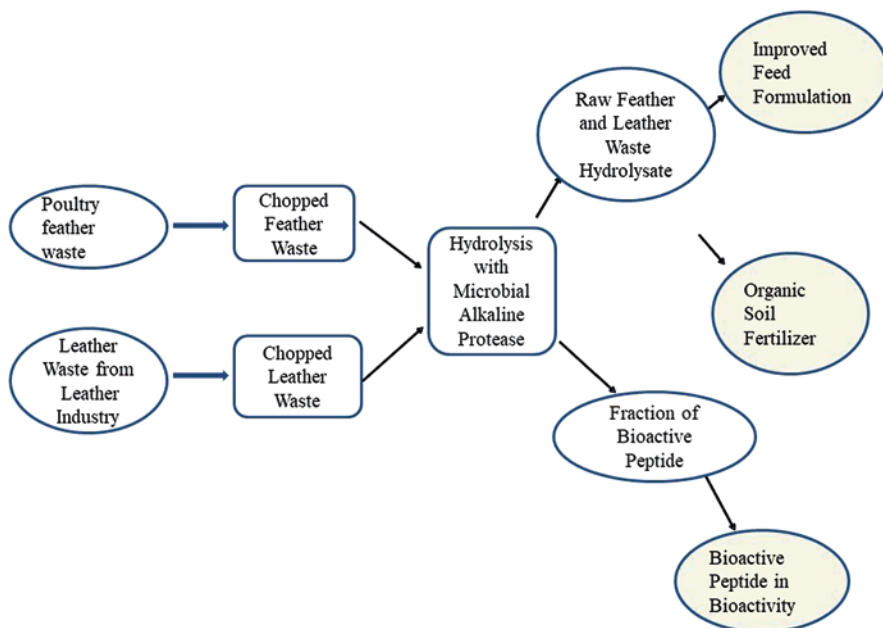 Poultry
feather
waste
Chopped
Feather
Waste
Leather
Waste from
Leather
Industry
Chopped
Leather
Waste
Hydrolysis
with
Microbial
Alkaline
Protease
Raw Feather
and Leather
Waste
Hydrolysate
Improved
Feed
Formulation
Organic
Soil
Fertilizer
Fraction of
Bioactive
Peptide
Bioactive
Peptide in
Bioactivity